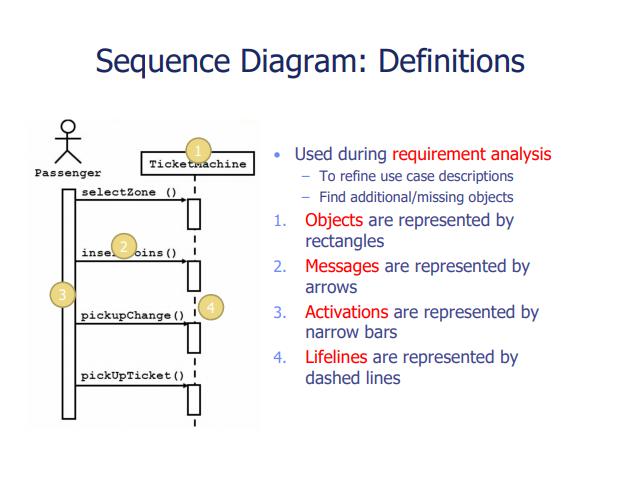 Sequence Diagram: Definitions
Passenger
1
TicketMachine
selectZone ()
2
insertCoins()
3
4
pickupChange()
pickUpTicket()
• Used during requirement analysis
– To refine use case descriptions
– Find additional/missing objects
1. Objects are represented by
rectangles
2. Messages are represented by
arrows
3. Activations are represented by
narrow bars
4. Lifelines are represented by
dashed lines